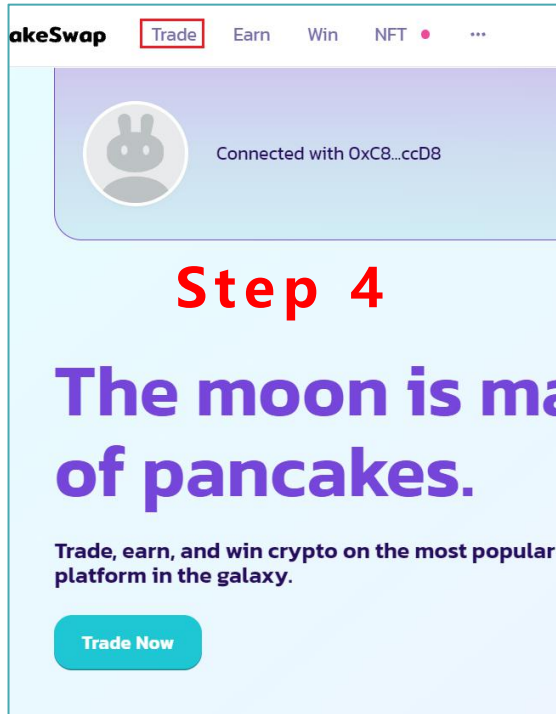 akeSwap Trade Earn Win NFT ...
Connected with 0xC8...ccD8
Step 4
The moon is ma
of pancakes.
Trade, earn, and win crypto on the most popular
platform in the galaxy.
Trade Now